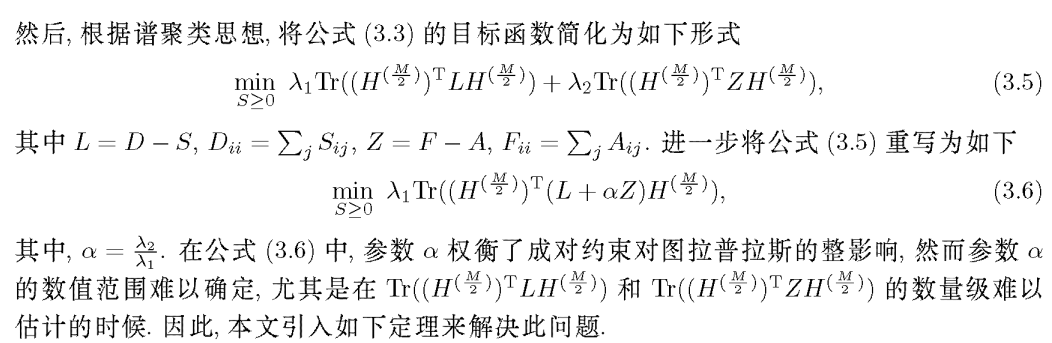 然后, 根据谱聚类思想, 将公式 (3.3) 的目标函数简化为如下形式
$\min_{S \geq 0} \lambda_1 \mathrm{Tr}((H^{(\frac{M}{2})})^{\mathrm{T}} L H^{(\frac{M}{2})}) + \lambda_2 \mathrm{Tr}((H^{(\frac{M}{2})})^{\mathrm{T}} Z H^{(\frac{M}{2})}),$ (3.5)
其中 $L = D - S$, $D_{ii} = \sum_j S_{ij}$, $Z = F - A$, $F_{ii} = \sum_j A_{ij}$. 进一步将公式 (3.5) 重写为如下
$\min_{S \geq 0} \lambda_1 \mathrm{Tr}((H^{(\frac{M}{2})})^{\mathrm{T}} (L + \alpha Z) H^{(\frac{M}{2})}),$ (3.6)
其中, $\alpha = \frac{\lambda_2}{\lambda_1}$. 在公式 (3.6) 中, 参数 $\alpha$ 权衡了成对约束对图拉普拉斯的整影响, 然而参数 $\alpha$
的数值范围难以确定, 尤其是在 $\mathrm{Tr}((H^{(\frac{M}{2})})^{\mathrm{T}} L H^{(\frac{M}{2})})$ 和 $\mathrm{Tr}((H^{(\frac{M}{2})})^{\mathrm{T}} Z H^{(\frac{M}{2})})$ 的数量级难以
估计的时候. 因此, 本文引入如下定理来解决此问题.